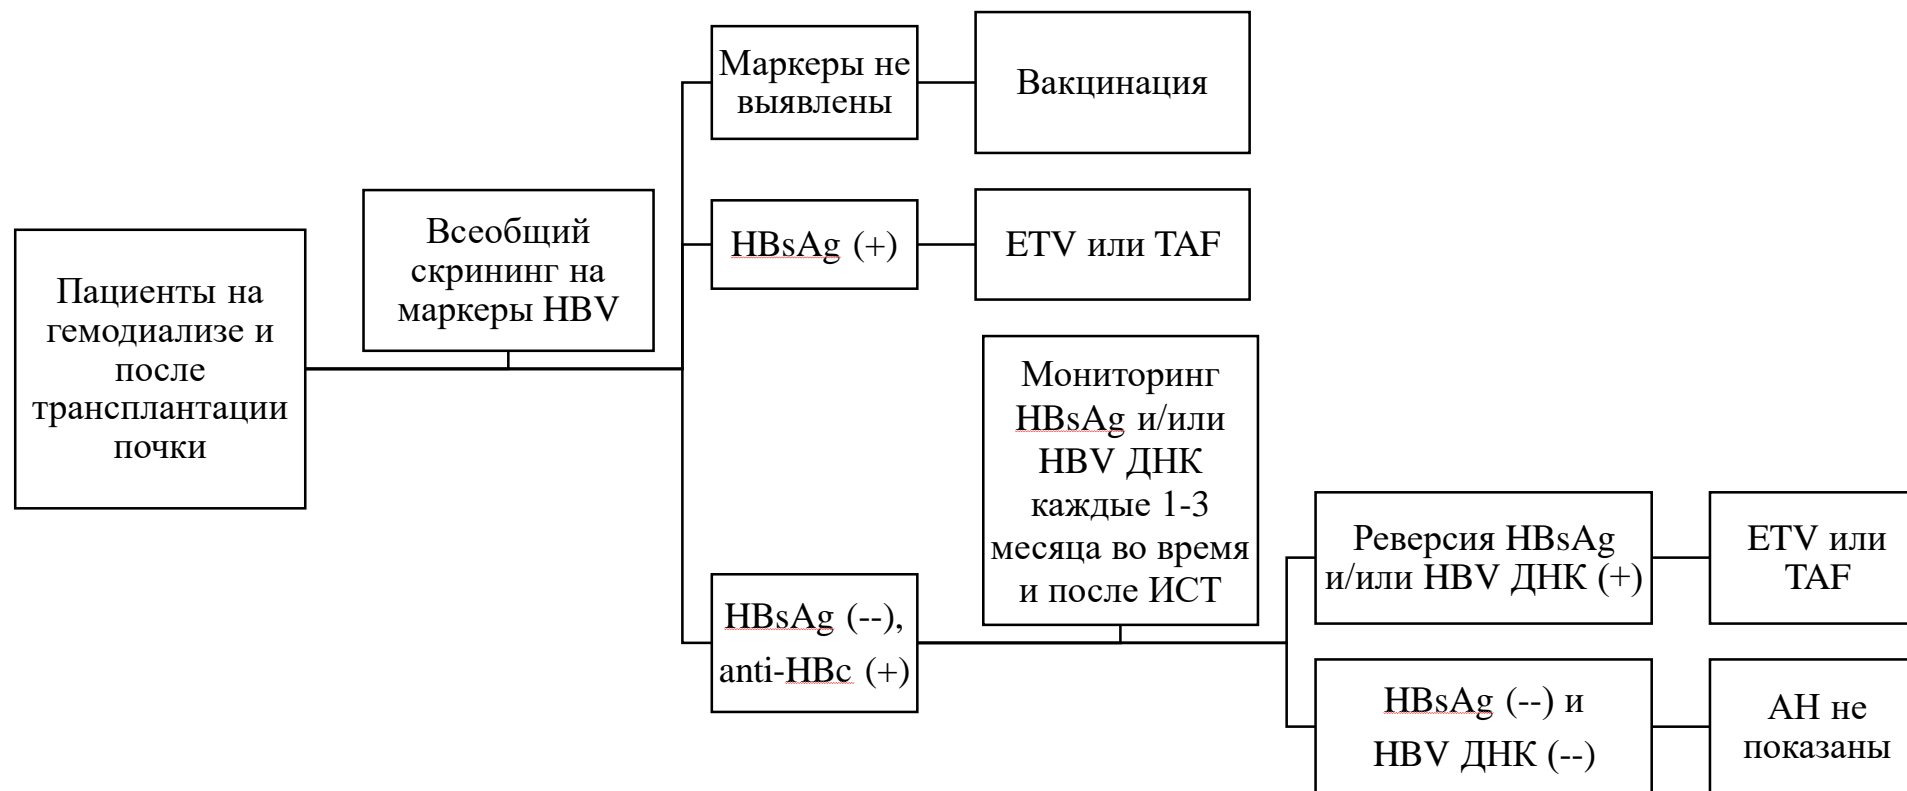 Пациенты на
гемодиализе и
после
трансплантации
почки
Всеобщий
скрининг на
маркеры HBV
Маркеры не
выявлены
Вакцинация
HBsAg (+)
ETV или TAF
HBsAg (--),
anti-HBc (+)
Мониторинг
HBsAg и/или
HBV ДНК
каждые 1-3
месяца во время
и после ИСТ
Реверсия HBsAg
и/или HBV ДНК (+)
ETV или
TAF
HBsAg (--) и
HBV ДНК (--)
АН не
показаны